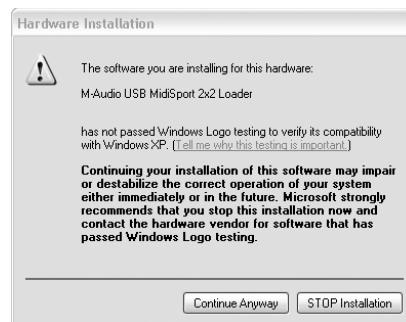 Hardware Installation
The software you are installing for this hardware:
M-Audio USB MidiSport 2x2 Loader
has not passed Windows Logo testing to verify its compatibility
with Windows XP. (Tell me why this testing is important.)
Continuing your installation of this software may impair
or destabilize the correct operation of your system
either immediately or in the future. Microsoft strongly
recommends that you stop this installation now and
contact the hardware vendor for software that has
passed Windows Logo testing.
Continue Anyway
STOP Installation